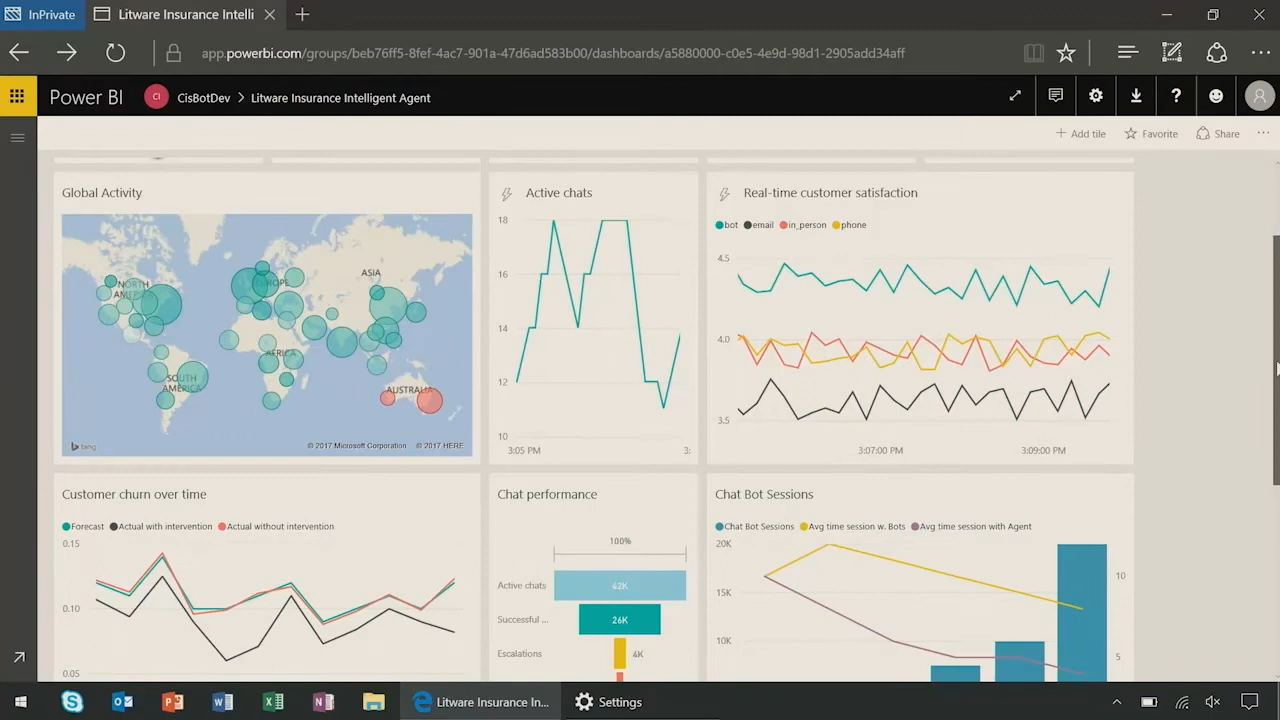 InPrivate
Litware Insurance Intelli
app.powerbi.com/groups/beb76ff5-8fef-4ac7-901a-47d6ad583b00/dashboards/a5880000-c0e5-4e9d-98d1-2905add34aff
Power BI CI CisBotDev > Litware Insurance Intelligent Agent
Add tile Favorite Share
Global Activity
NORTH
AMERICA
EUROPE
ASIA
AFRICA
SOUTH
AMERICA
AUSTRALIA
bing
© 2017 Microsoft Corporation © 2017 HERE
Active chats
18
16
14
12
10
3:05 PM 3:
Real-time customer satisfaction
bot email in_person phone
4.5
4.0
3.5
3:07:00 PM 3:09:00 PM
Customer churn over time
Forecast Actual with intervention Actual without intervention
0.15
0.10
0.05
Chat performance
100%
Active chats 42K
Successful ... 26K
Escalations 4K
Chat Bot Sessions
Chat Bot Sessions Avg time session w. Bots Avg time session with Agent
20K
15K
10K
10
5
Litware Insurance In... Settings